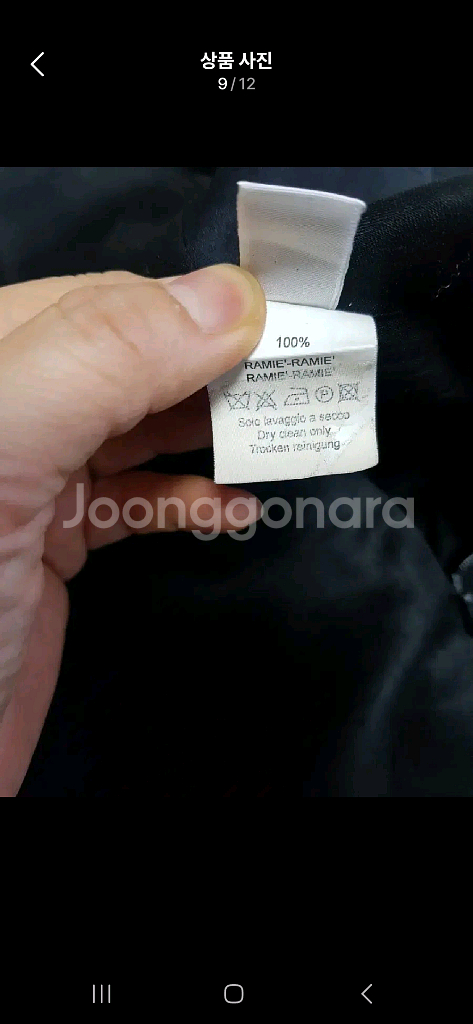 상품 사진
9/12
100%
RAMIE'-RAMIE'
RAMIE'-RAMIE'
P
Solo lavaggio a secco
Dry clean only
Trocken reinigung
Joonggonara